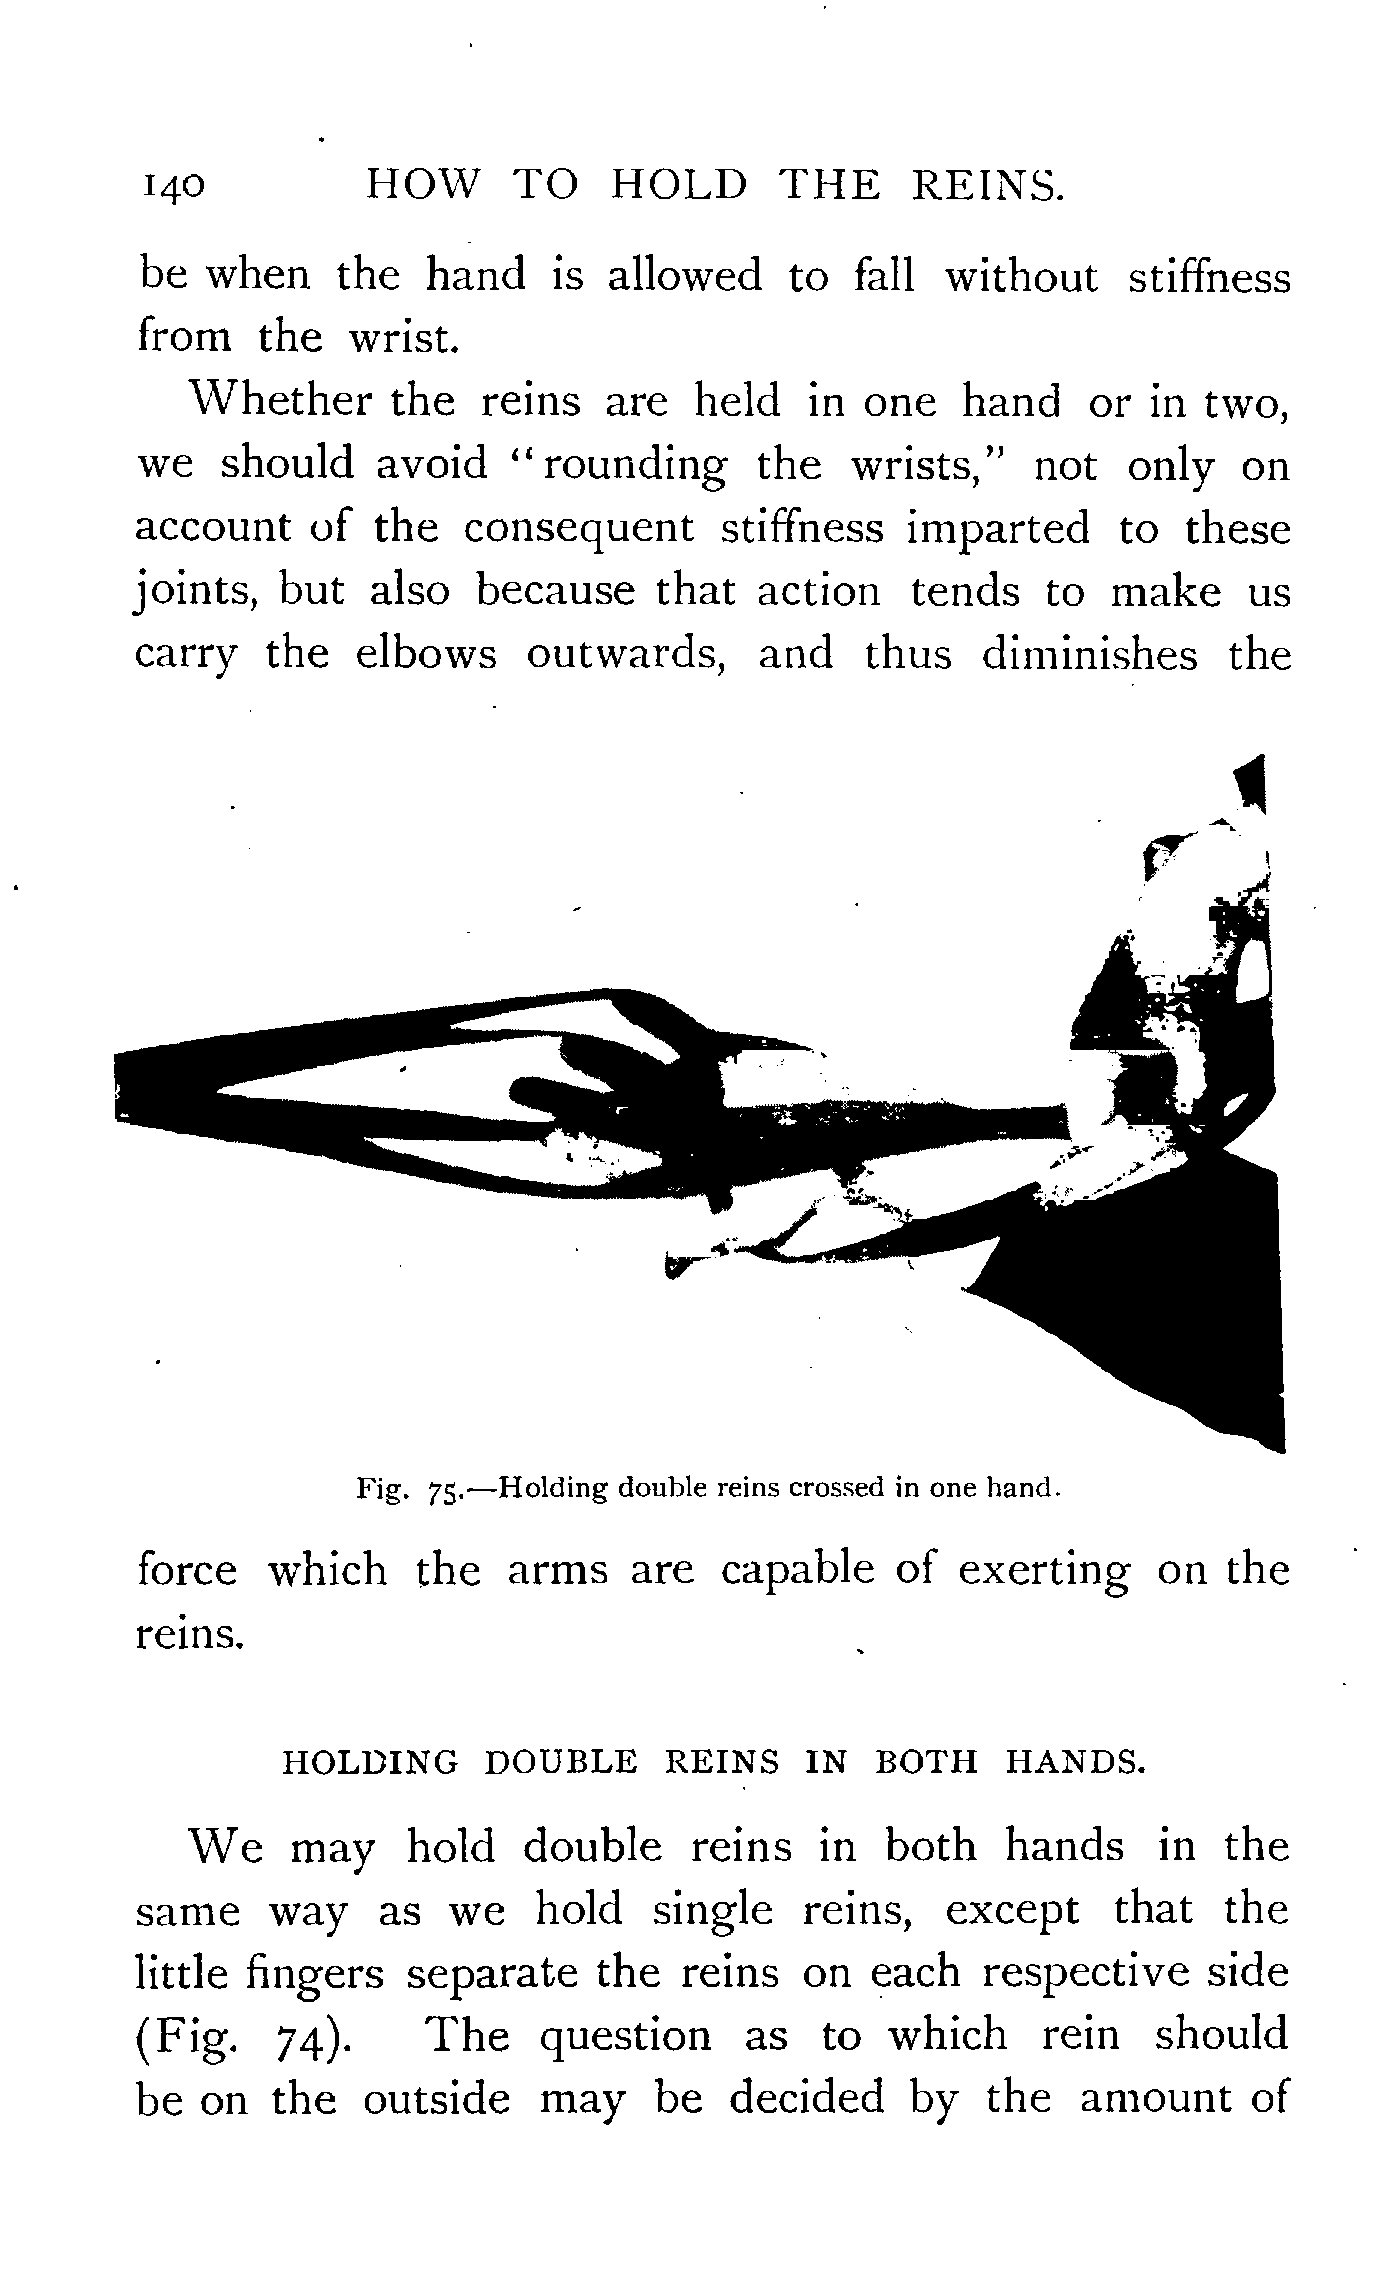 140 HOW TO HOLD THE REINS.
be when the hand is allowed to fall without stiffness
from the wrist.
Whether the reins are held in one hand or in two,
we should avoid “rounding the wrists,” not only on
account of the consequent stiffness imparted to these
joints, but also because that action tends to make us
carry the elbows outwards, and thus diminishes the
Fig. 75.—Holding double reins crossed in one hand.
force which the arms are capable of exerting on the
reins.
HOLDING DOUBLE REINS IN BOTH HANDS.
We may hold double reins in both hands in the
same way as we hold single reins, except that the
little fingers separate the reins on each respective side
(Fig. 74). The question as to which rein should
be on the outside may be decided by the amount of